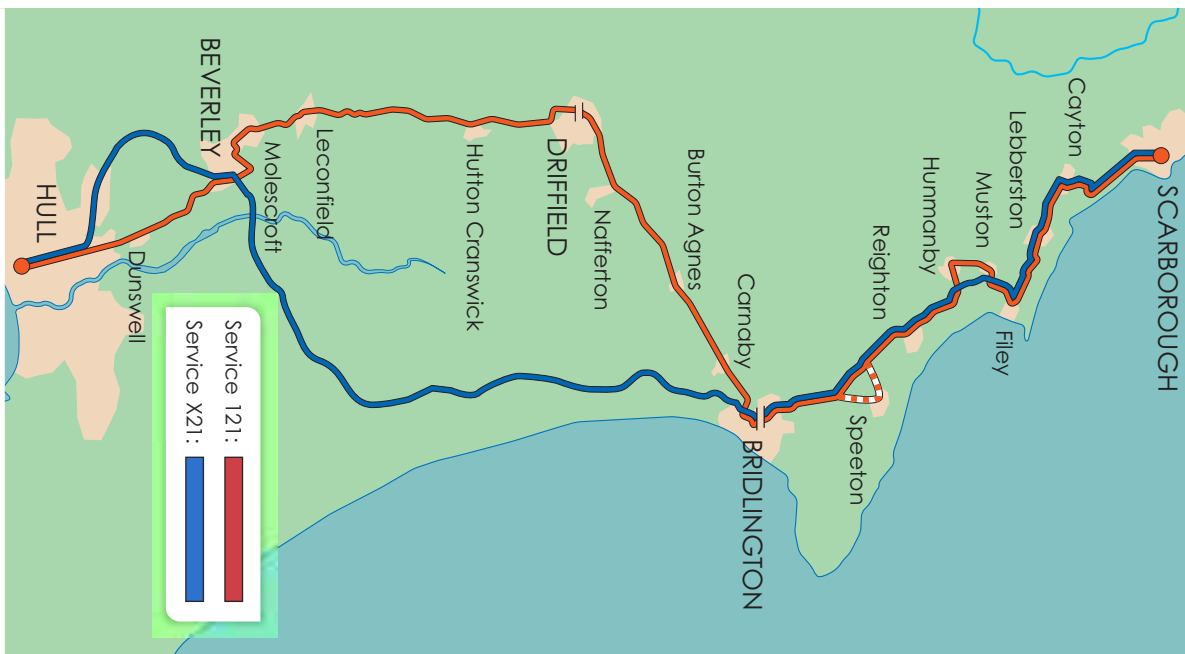 SCARBOROUGH
Cayton
Lebberston
Muston
Hunmanby
Filey
Reighton
Speeton
BRIDLINGTON
Carnaby
Burton Agnes
Nafferton
DRIFFIELD
Hutton Cranswick
Leconfield
Molescroft
BEVERLEY
Dunswell
HULL
Service 121:
Service X21: